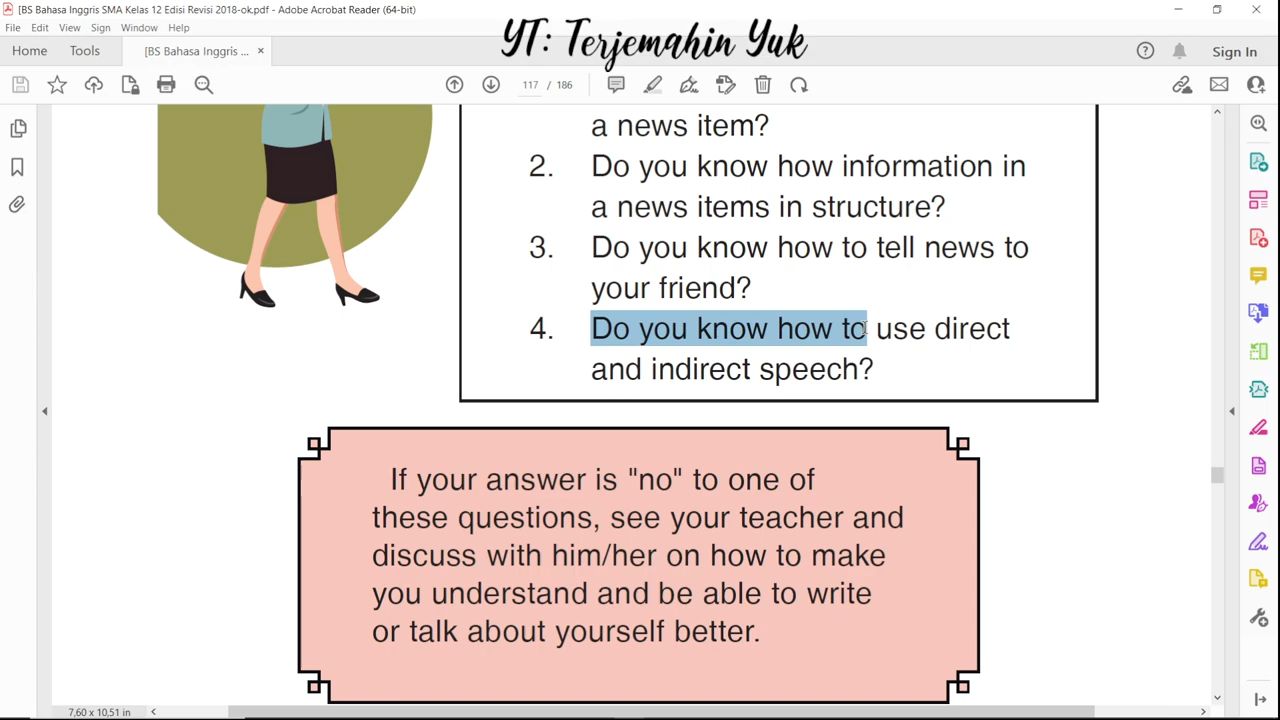 [BS Bahasa Inggris SMA Kelas 12 Edisi Revisi 2018-ok.pdf - Adobe Acrobat Reader (64-bit)
YT: Terjemahin Yuk
File Edit View Sign Window Help
Home Tools [BS Bahasa Inggris ... × Sign In
117 / 186
a news item?
2. Do you know how information in
a news items in structure?
3. Do you know how to tell news to
your friend?
4. Do you know how to use direct
and indirect speech?
If your answer is "no" to one of
these questions, see your teacher and
discuss with him/her on how to make
you understand and be able to write
or talk about yourself better.
7,60 x 10,51 in